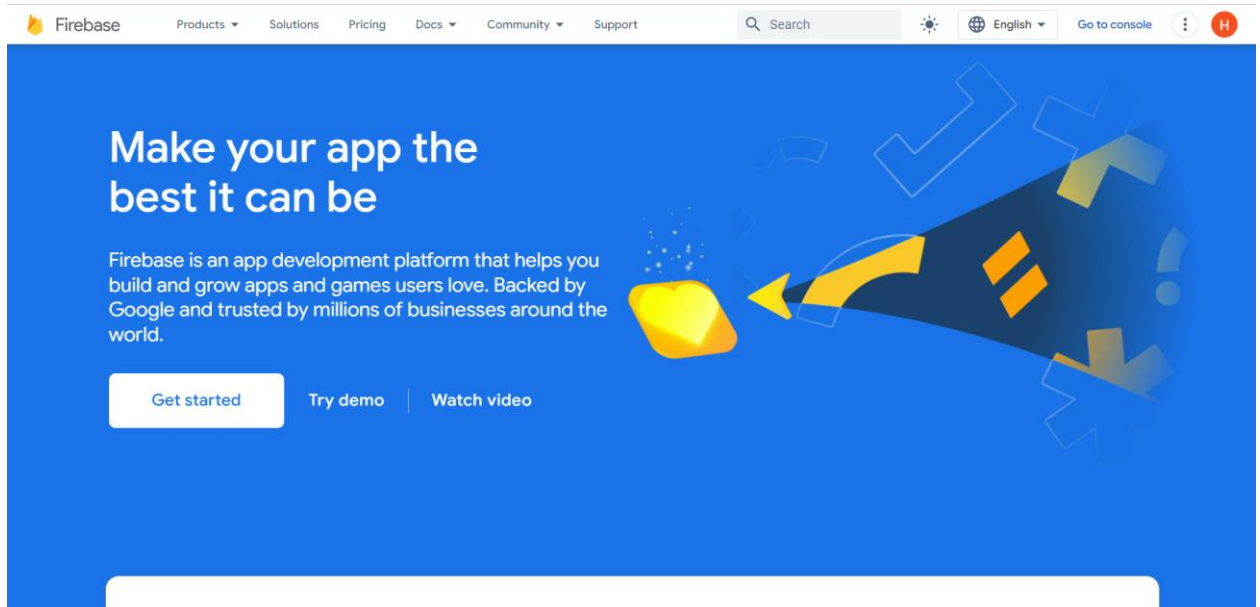 Firebase Products Solutions Pricing Docs Community Support Search English Go to console H
Make your app the
best it can be
Firebase is an app development platform that helps you
build and grow apps and games users love. Backed by
Google and trusted by millions of businesses around the
world.
Get started Try demo Watch video